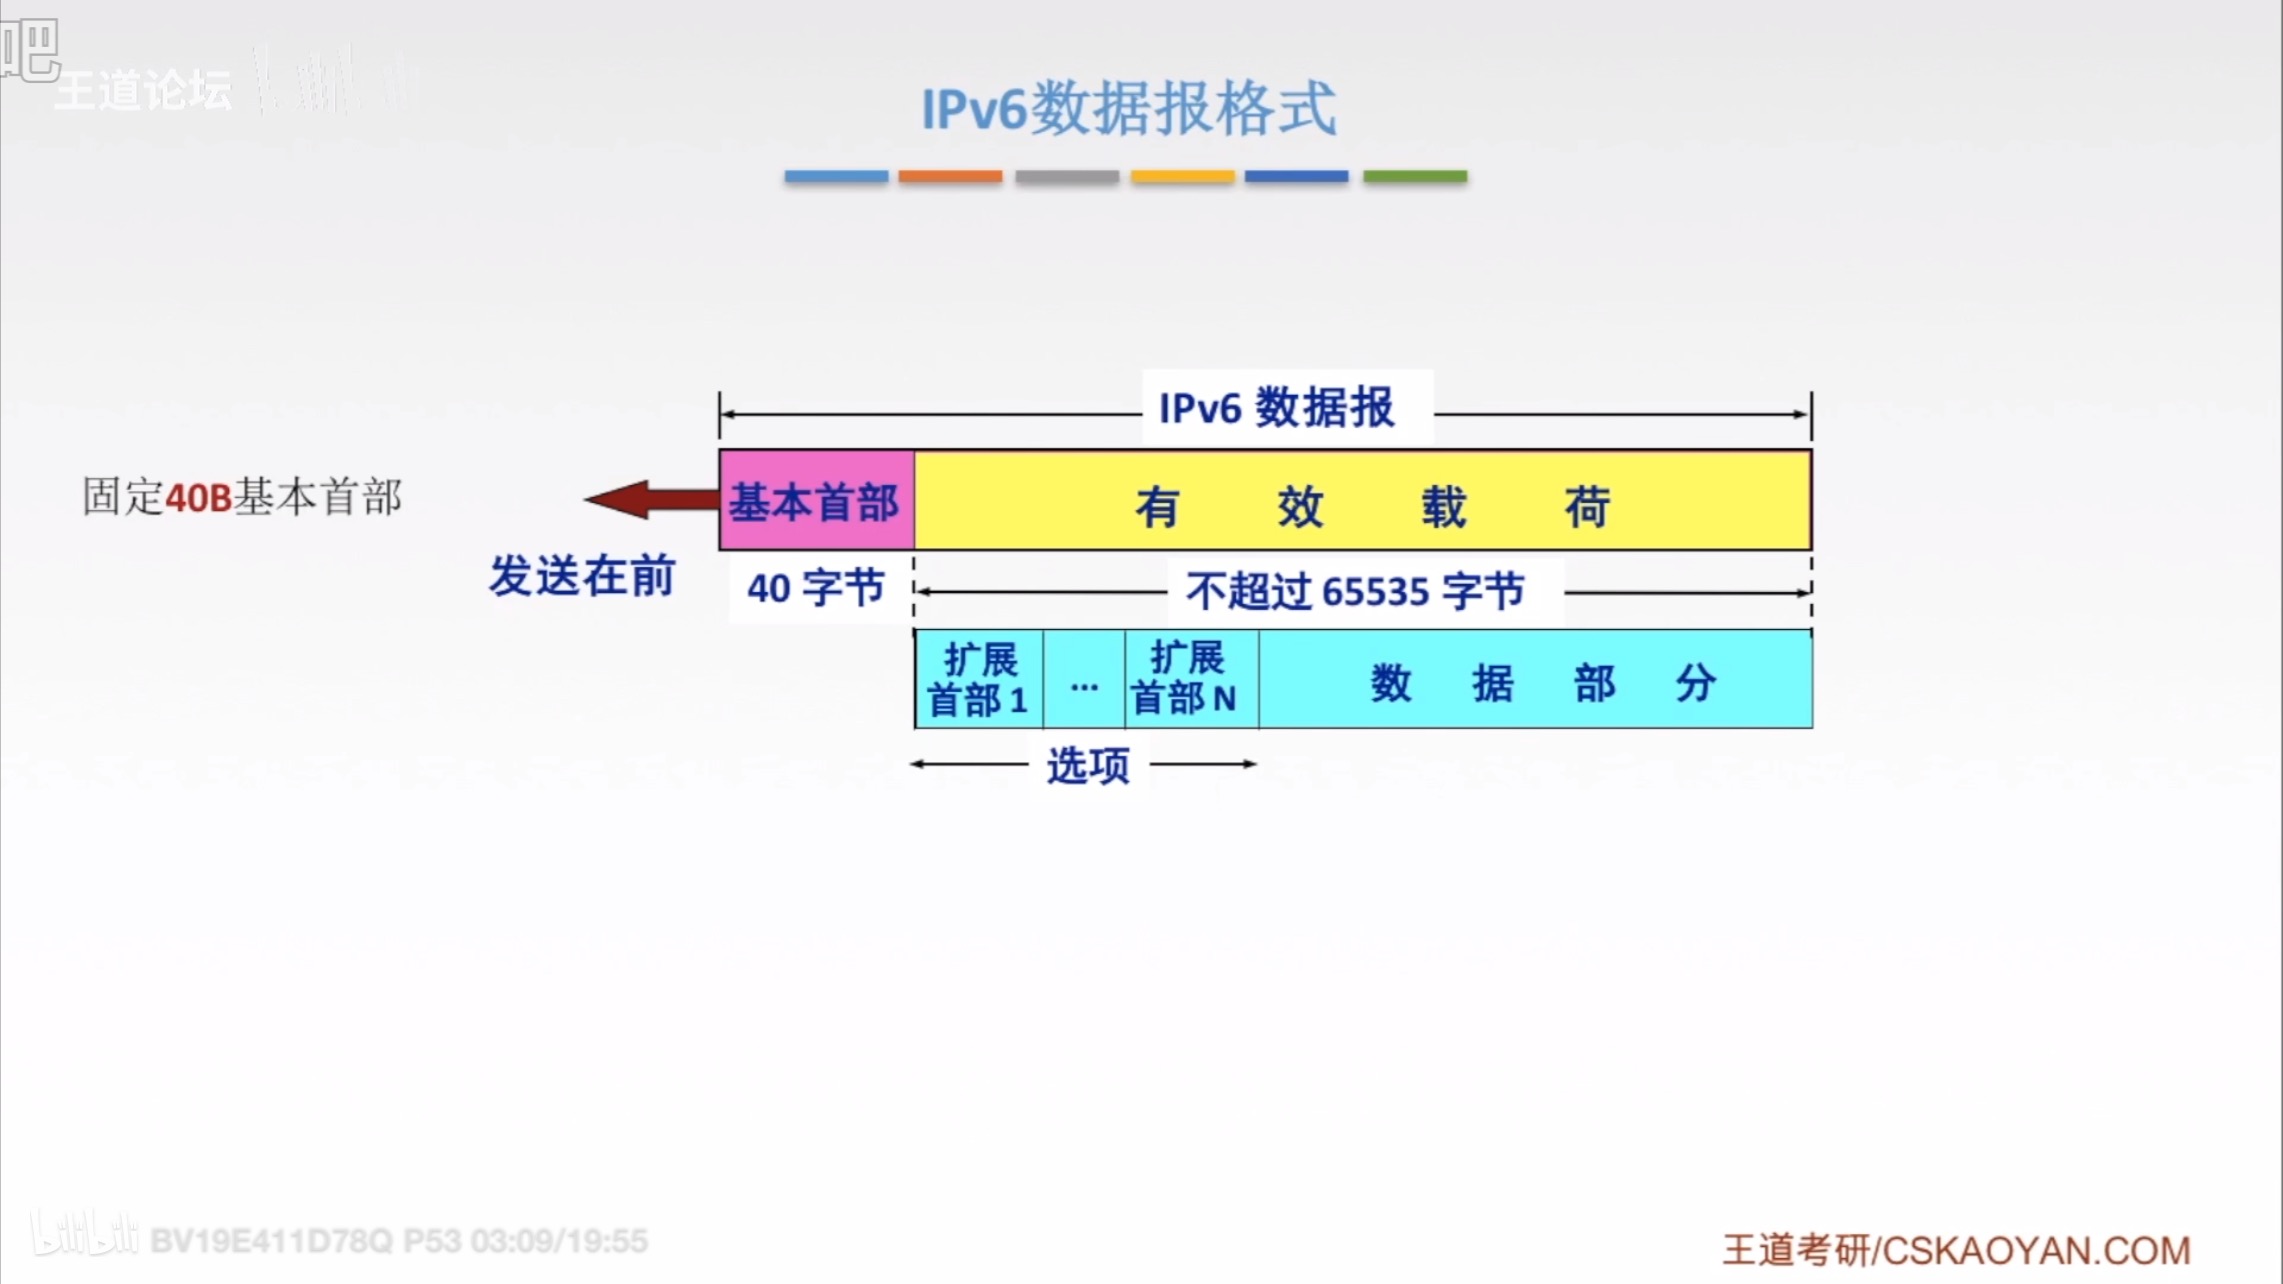 吧
王道论坛
IPv6数据报格式
IPv6 数据报
固定40B基本首部
基本首部
有 效 载 荷
发送在前
40 字节
不超过 65535 字节
扩展
首部 1
...
扩展
首部 N
数 据 部 分
选项
bilibili BV19E411D78Q P53 03:09/19:55
王道考研/CSKAOYAN.COM